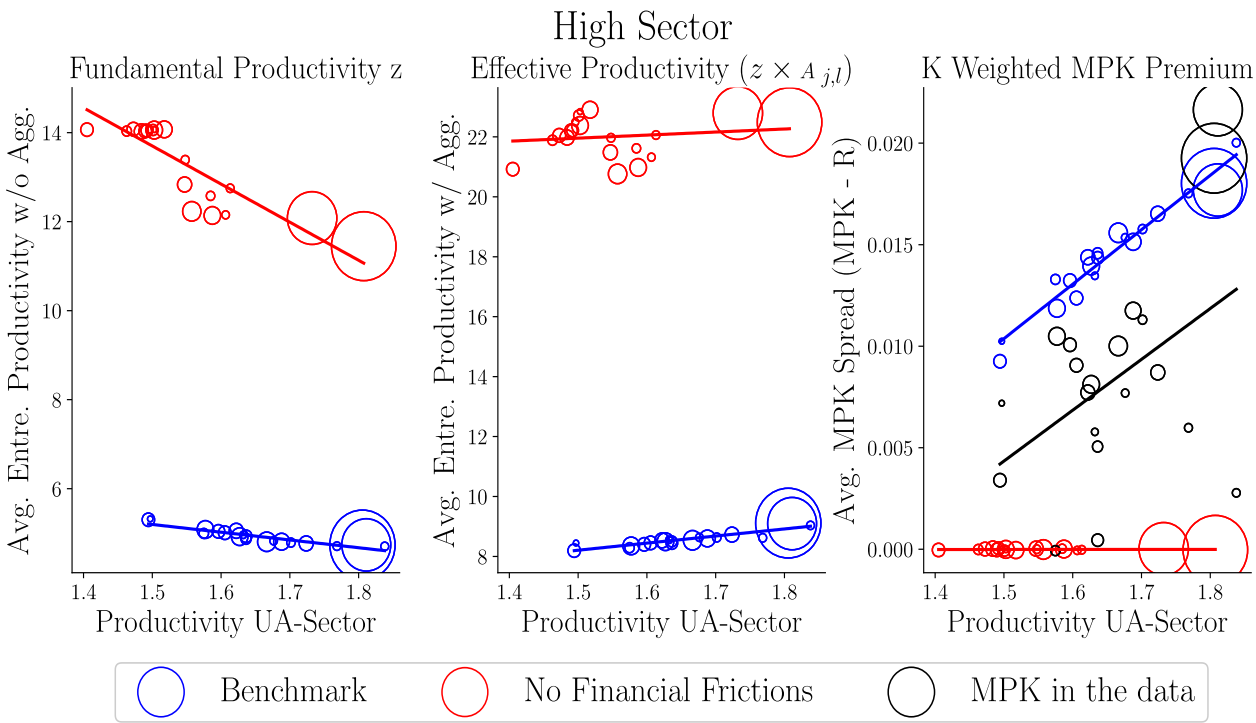 High Sector
Fundamental Productivity z
Effective Productivity (z × A j,l)
K Weighted MPK Premium
Avg. Entre. Productivity w/o Agg.
14
12
10
8
6
1.4 1.5 1.6 1.7 1.8
Productivity UA-Sector
Avg. Entre. Productivity w/ Agg.
22
20
18
16
14
12
10
8
1.4 1.5 1.6 1.7 1.8
Productivity UA-Sector
Avg. MPK Spread (MPK - R)
0.020
0.015
0.010
0.005
0.000
1.4 1.5 1.6 1.7 1.8
Productivity UA-Sector
Benchmark
No Financial Frictions
MPK in the data